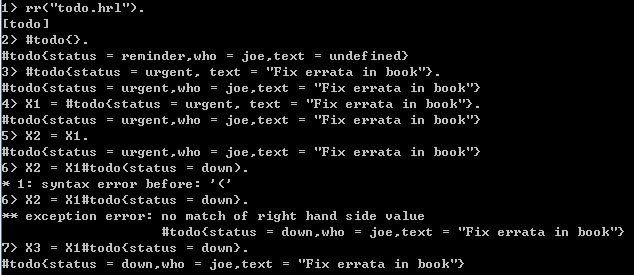 1> rr("todo.hrl").
[todo]
2> #todo{}.
#todo{status = reminder,who = joe,text = undefined}
3> #todo{status = urgent, text = "Fix errata in book"}.
#todo{status = urgent,who = joe,text = "Fix errata in book"}
4> X1 = #todo{status = urgent, text = "Fix errata in book"}.
#todo{status = urgent,who = joe,text = "Fix errata in book"}
5> X2 = X1.
#todo{status = urgent,who = joe,text = "Fix errata in book"}
6> X2 = X1#todo(status = down).
* 1: syntax error before: '('
6> X2 = X1#todo{status = down}.
** exception error: no match of right hand side value
#todo{status = down,who = joe,text = "Fix errata in book"}
7> X3 = X1#todo{status = down}.
#todo{status = down,who = joe,text = "Fix errata in book"}